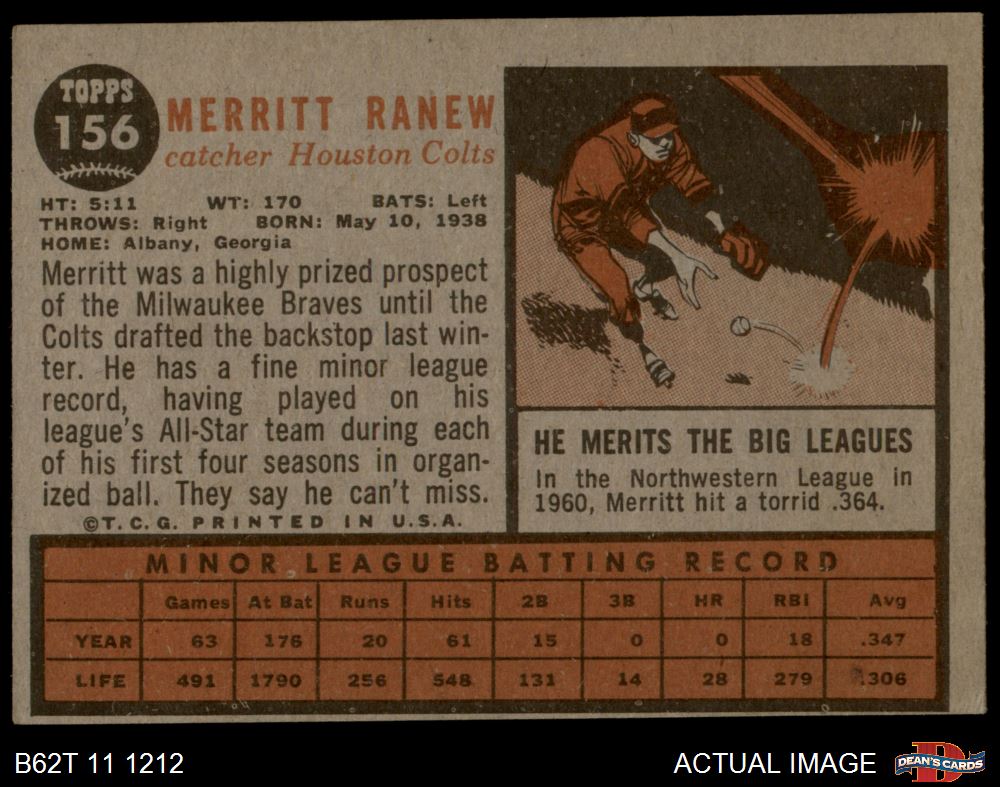 TOPPS
156
MERRITT RANEW
catcher Houston Colts
HT: 5:11 WT: 170 BATS: Left
THROWS: Right BORN: May 10, 1938
HOME: Albany, Georgia
Merritt was a highly prized prospect
of the Milwaukee Braves until the
Colts drafted the backstop last win-
ter. He has a fine minor league
record, having played on his
league's All-Star team during each
of his first four seasons in organ-
ized ball. They say he can't miss.
©T.C.G. PRINTED IN U.S.A.
HE MERITS THE BIG LEAGUES
In the Northwestern League in
1960, Merritt hit a torrid .364.
MINOR LEAGUE BATTING RECORD
Games At Bat Runs Hits 2B 3B HR RBI Avg
YEAR 63 176 20 61 15 0 0 18 .347
LIFE 491 1790 256 548 131 14 28 279 .306
B62T 11 1212
ACTUAL IMAGE
D
DEAN'S CARDS